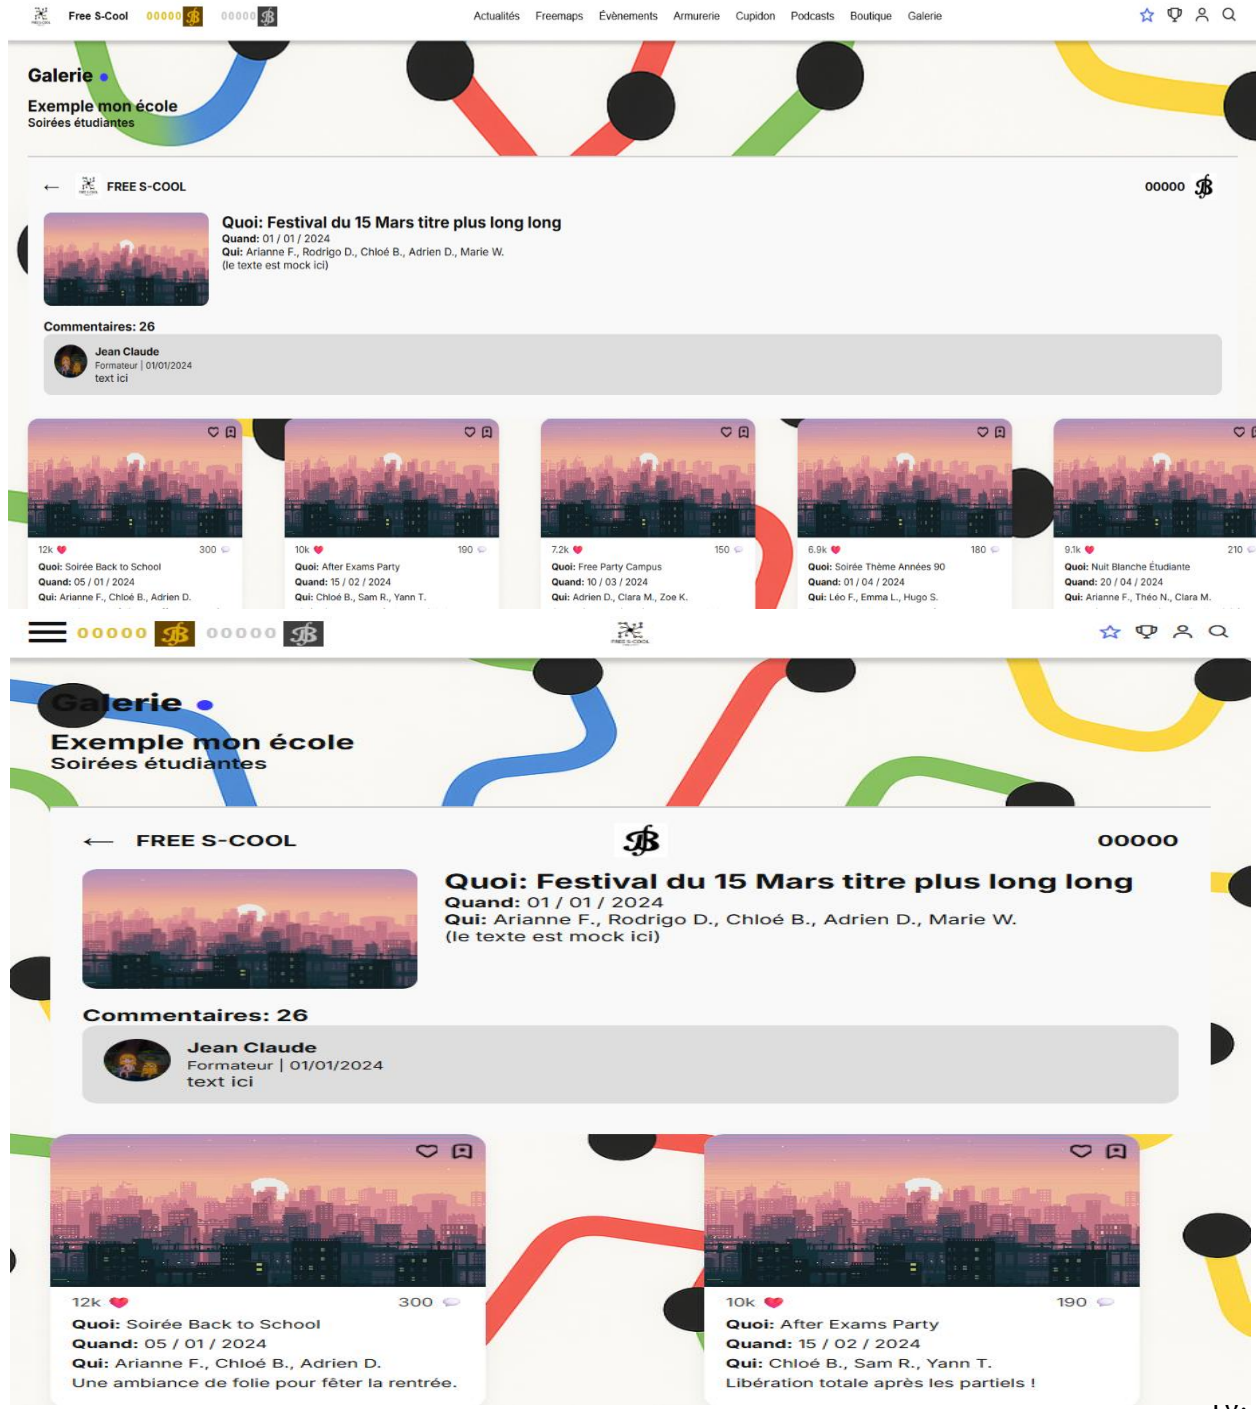 Free S-Cool 00000 00000 Actualités Freemaps Évènements Armurerie Cupidon Podcasts Boutique Galerie
Galerie
Exemple mon école
Soirées étudiantes
← FREE S-COOL 00000
Quoi: Festival du 15 Mars titre plus long long
Quand: 01 / 01 / 2024
Qui: Arianne F., Rodrigo D., Chloé B., Adrien D., Marie W.
(le texte est mock ici)
Commentaires: 26
Jean Claude
Formateur | 01/01/2024
text ici
12k 300
Quoi: Soirée Back to School
Quand: 05 / 01 / 2024
Qui: Arianne F., Chloé B., Adrien D.
10k 190
Quoi: After Exams Party
Quand: 15 / 02 / 2024
Qui: Chloé B., Sam R., Yann T.
7.2k 150
Quoi: Free Party Campus
Quand: 10 / 03 / 2024
Qui: Adrien D., Clara M., Zoe K.
6.9k 180
Quoi: Soirée Thème Années 90
Quand: 01 / 04 / 2024
Qui: Léo F., Emma L., Hugo S.
9.1k 210
Quoi: Nuit Blanche Étudiante
Quand: 20 / 04 / 2024
Qui: Arianne F., Théo N., Clara M.
00000 00000 FREE S-COOL
Galerie
Exemple mon école
Soirées étudiantes
← FREE S-COOL 00000
Quoi: Festival du 15 Mars titre plus long long
Quand: 01 / 01 / 2024
Qui: Arianne F., Rodrigo D., Chloé B., Adrien D., Marie W.
(le texte est mock ici)
Commentaires: 26
Jean Claude
Formateur | 01/01/2024
text ici
12k 300
Quoi: Soirée Back to School
Quand: 05 / 01 / 2024
Qui: Arianne F., Chloé B., Adrien D.
Une ambiance de folie pour fêter la rentrée.
10k 190
Quoi: After Exams Party
Quand: 15 / 02 / 2024
Qui: Chloé B., Sam R., Yann T.
Libération totale après les partiels !